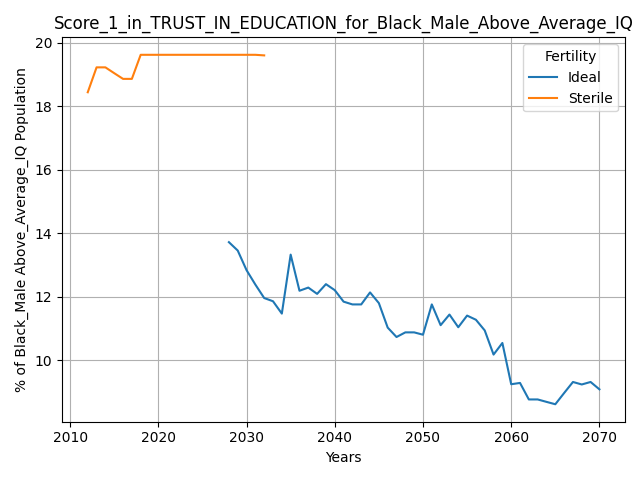 Score_1_in_TRUST_IN_EDUCATION_for_Black_Male_Above_Average_IQ
% of Black_Male Above_Average_IQ Population
20
18
16
14
12
10
Fertility
Ideal
Sterile
2010 2020 2030 2040 2050 2060 2070
Years